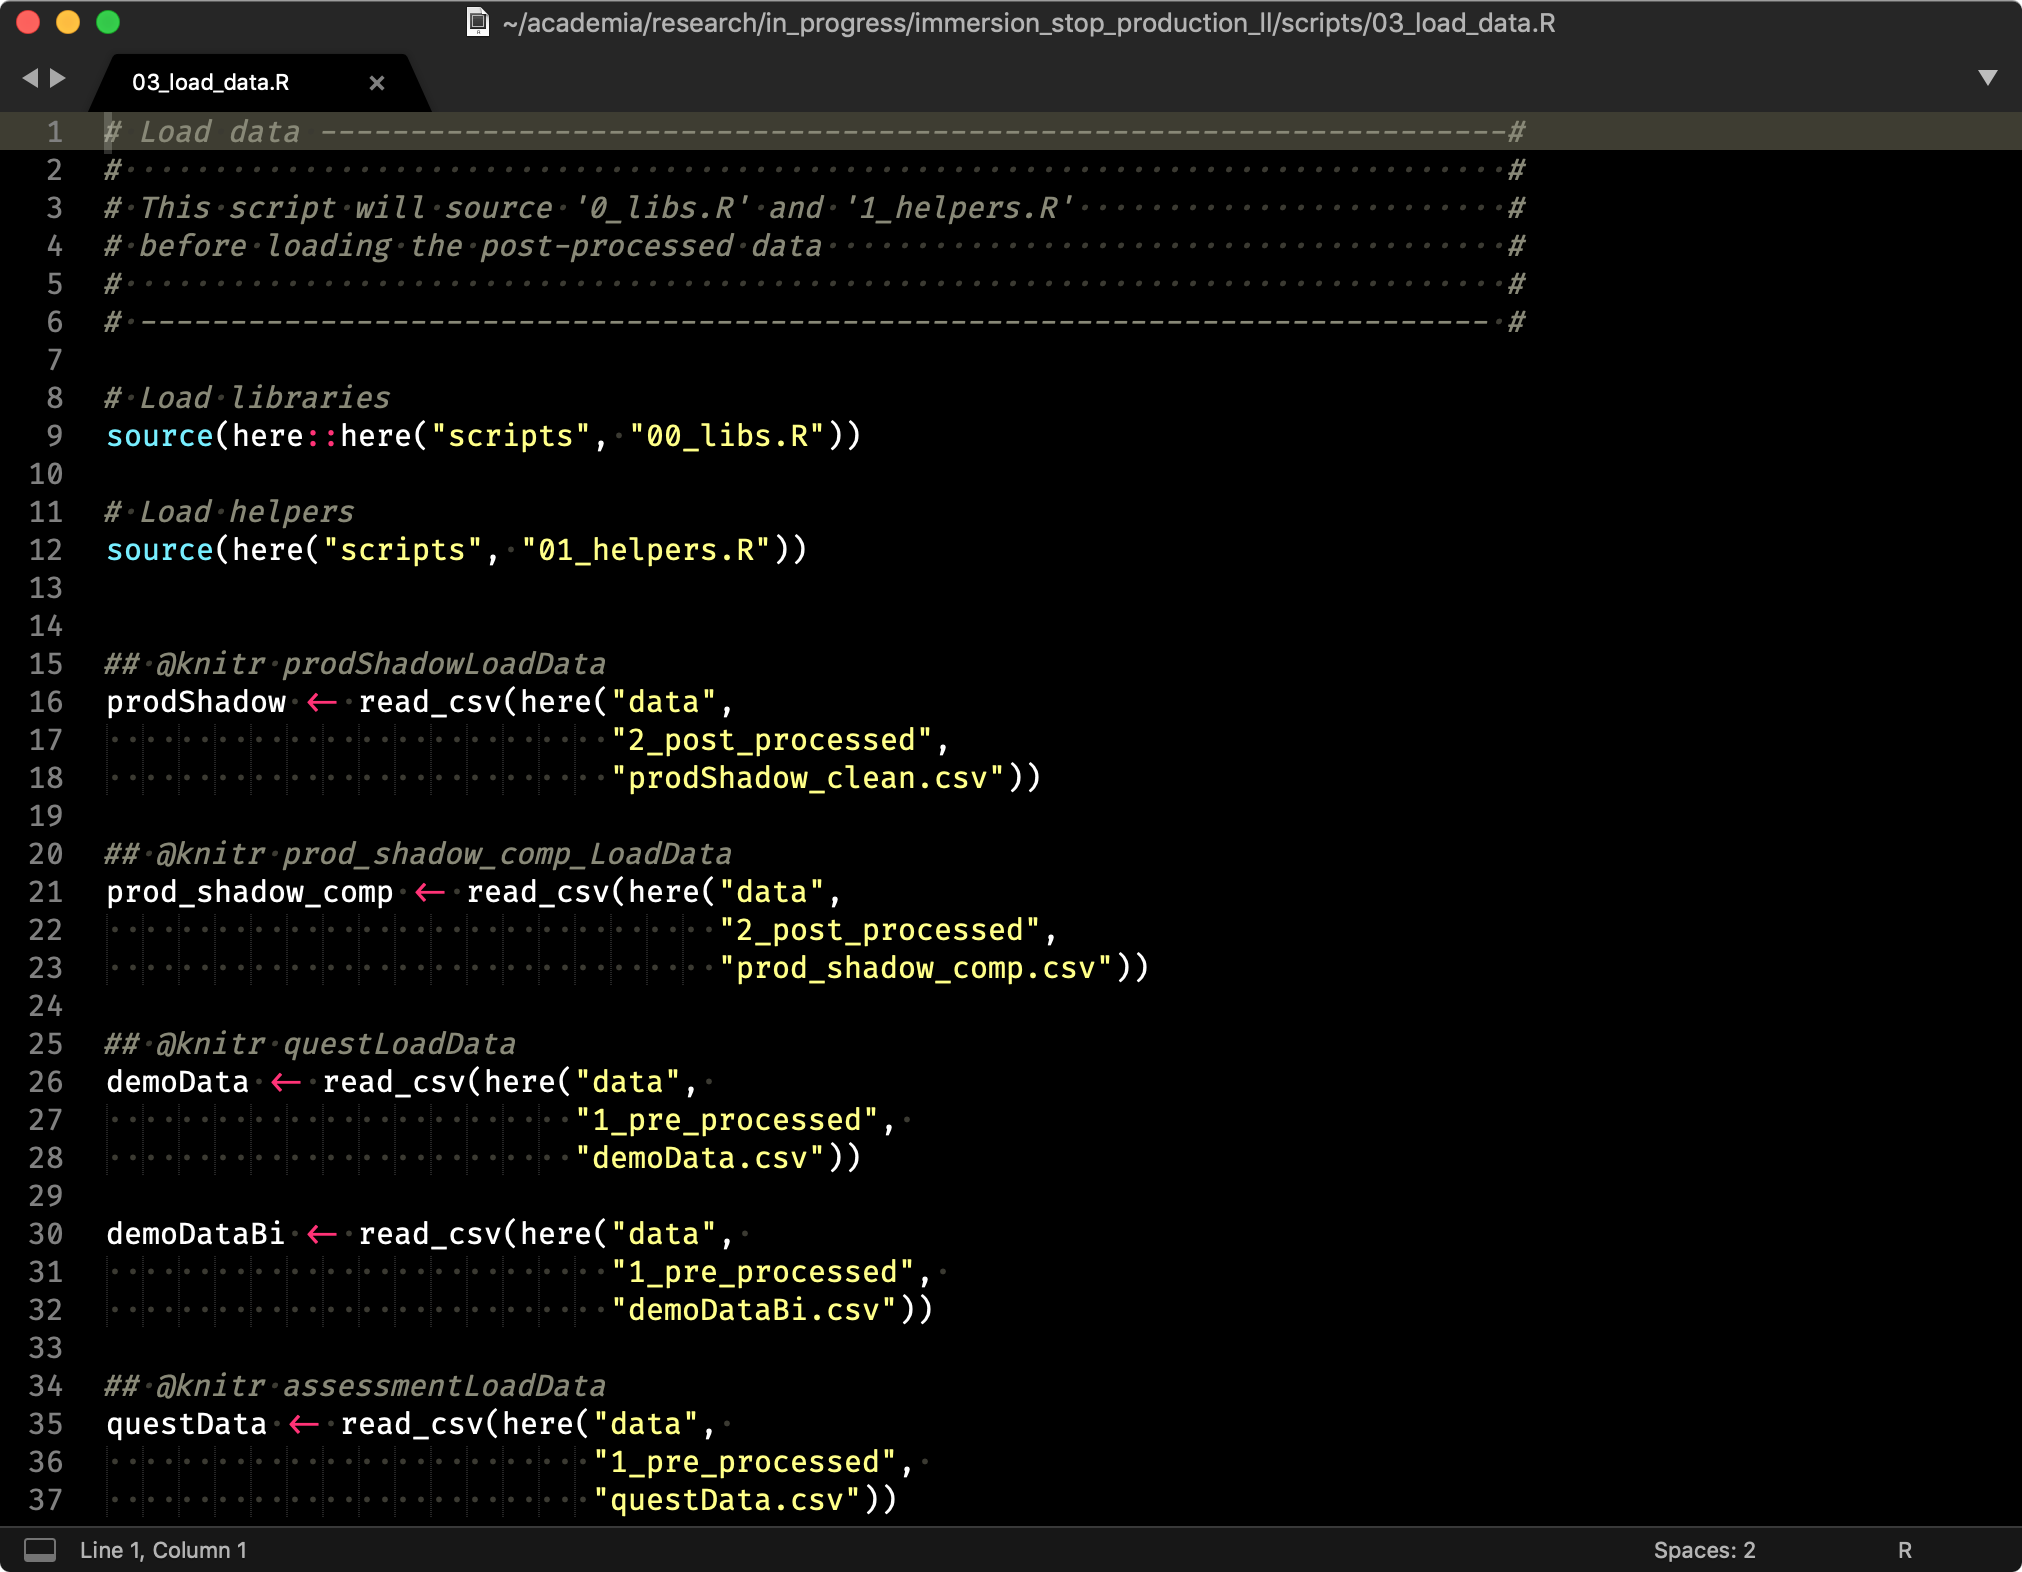 ~/academia/research/in_progress/immersion_stop_production_ll/scripts/03_load_data.R
03_load_data.R ×
1 # Load data ------------------------------------------------------------------#
2 # #
3 # This script will source '0_libs.R' and '1_helpers.R' #
4 # before loading the post-processed data #
5 # #
6 # --------------------------------------------------------------------------- #
7
8 # Load libraries
9 source(here::here("scripts", "00_libs.R"))
10
11 # Load helpers
12 source(here("scripts", "01_helpers.R"))
13
14
15 ## @knitr prodShadowLoadData
16 prodShadow <- read_csv(here("data",
17 "2_post_processed",
18 "prodShadow_clean.csv"))
19
20 ## @knitr prod_shadow_comp_LoadData
21 prod_shadow_comp <- read_csv(here("data",
22 "2_post_processed",
23 "prod_shadow_comp.csv"))
24
25 ## @knitr questLoadData
26 demoData <- read_csv(here("data",
27 "1_pre_processed",
28 "demoData.csv"))
29
30 demoDataBi <- read_csv(here("data",
31 "1_pre_processed",
32 "demoDataBi.csv"))
33
34 ## @knitr assessmentLoadData
35 questData <- read_csv(here("data",
36 "1_pre_processed",
37 "questData.csv"))
Line 1, Column 1 Spaces: 2 R